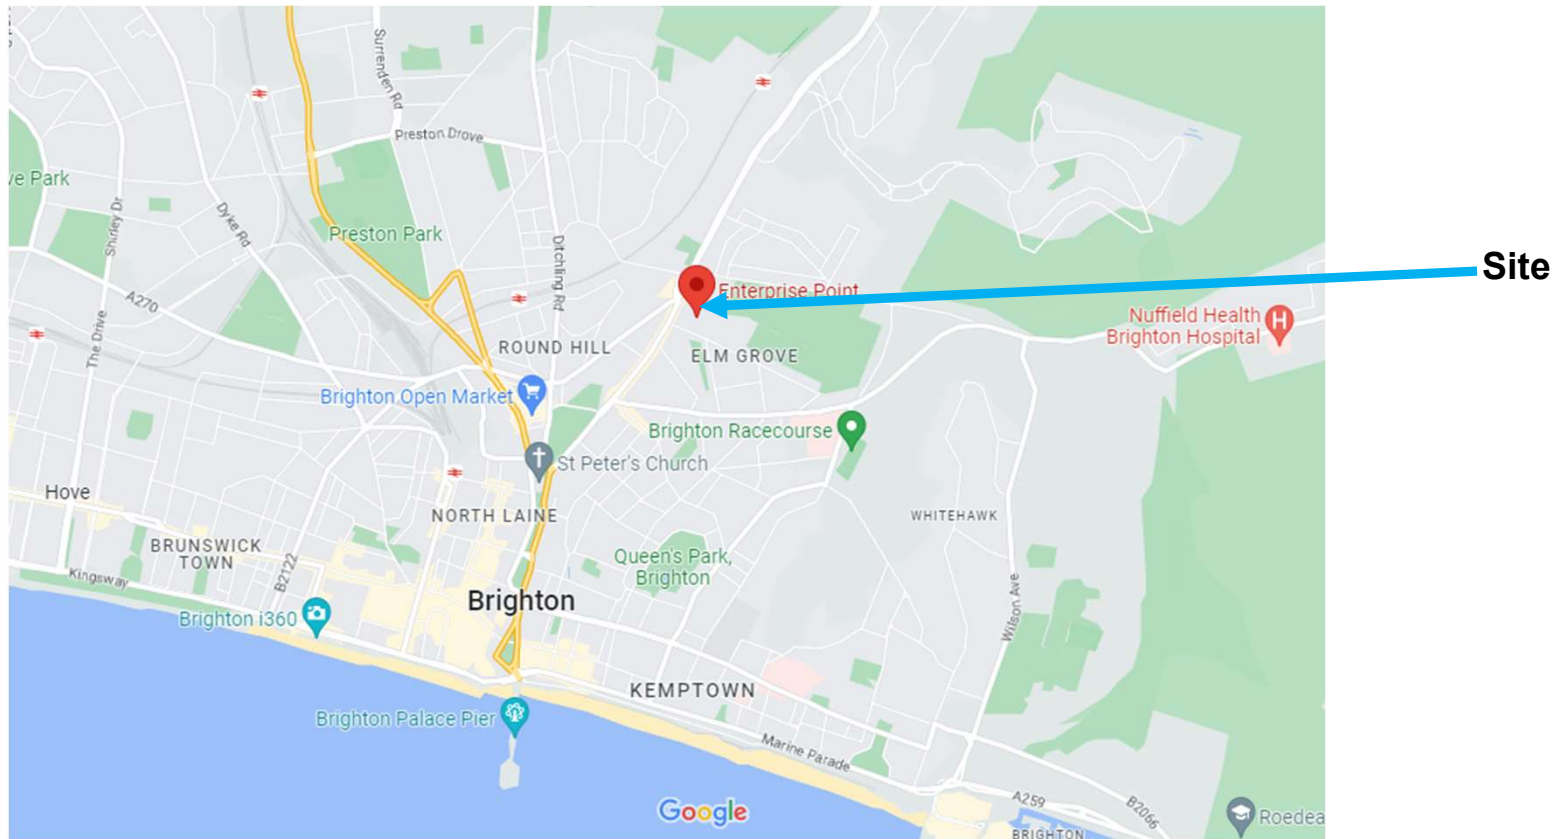 Surrenden Rd
Preston Drove
ve Park
Shirley Dr
Dyke Rd
Preston Park
Ditchling Rd
Site
Enterprise Point
A270
The Drive
Nuffield Health
Brighton Hospital
H
ROUND HILL
ELM GROVE
Brighton Open Market
Brighton Racecourse
St Peter's Church
Hove
NORTH LAINE
WHITEHAWK
BRUNSWICK
TOWN
B2122
Queen's Park,
Brighton
Kingsway
Brighton
Wilson Ave
Brighton i360
KEMPTOWN
Brighton Palace Pier
Marine Parade
A259
B2066
Google
Roedea
BRIGHTON